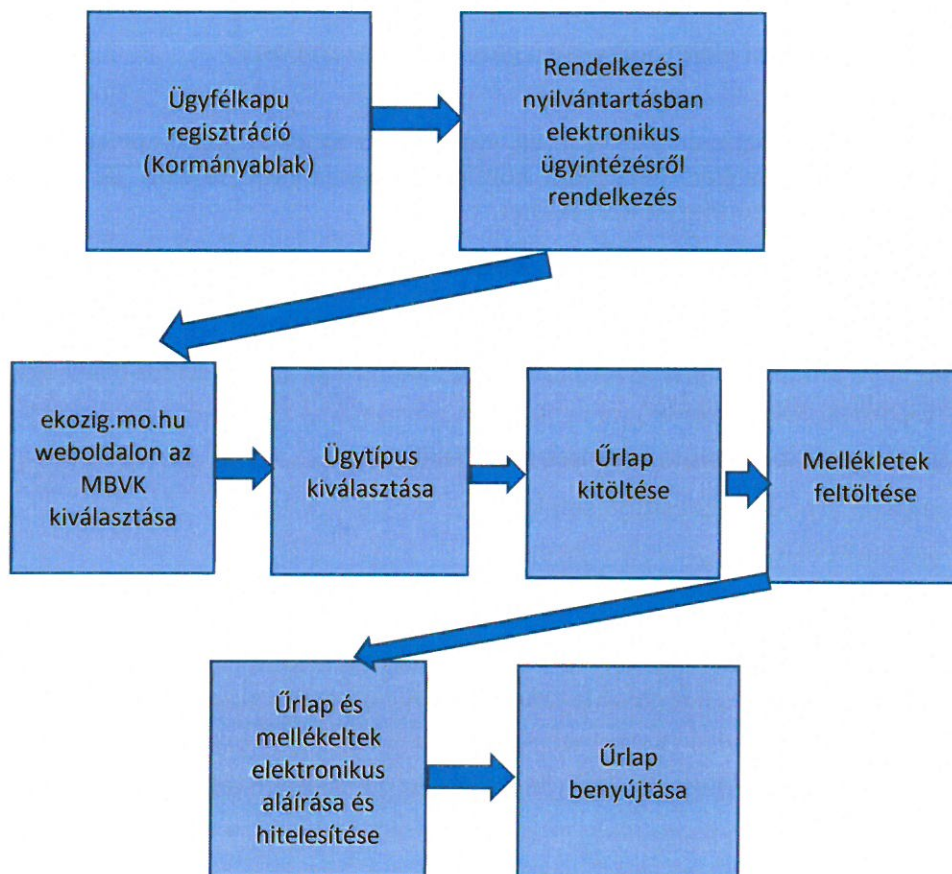 Ügyfélkapu
regisztráció
(Kormányablak)
Rendelkezési
nyilvántartásban
elektronikus
ügyintézésről
rendelkezés
ekozig.mo.hu
weboldalon az
MBVK
kiválasztása
Ügytípus
kiválasztása
Űrlap
kitöltése
Mellékletek
feltöltése
Űrlap és
mellékeltek
elektronikus
aláírása és
hitelesítése
Űrlap
benyújtása